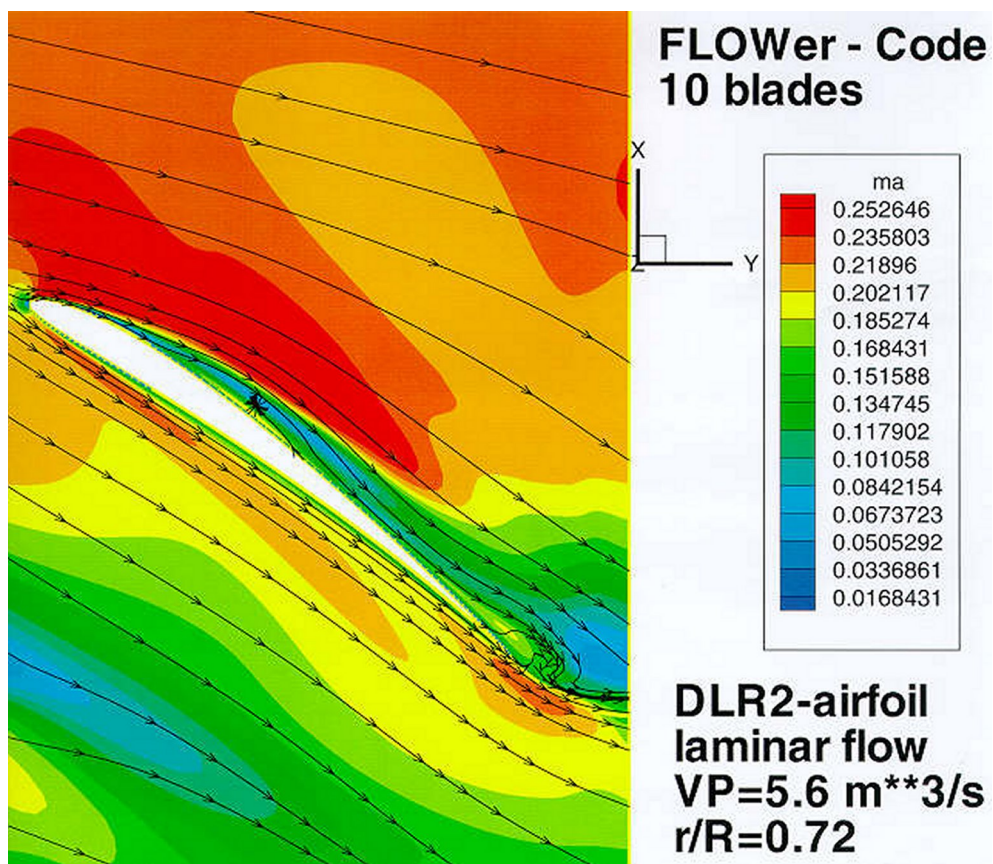 FLOWer - Code
10 blades
X
Z
Y
ma
0.252646
0.235803
0.21896
0.202117
0.185274
0.168431
0.151588
0.134745
0.117902
0.101058
0.0842154
0.0673723
0.0505292
0.0336861
0.0168431
DLR2-airfoil
laminar flow
VP=5.6 m**3/s
r/R=0.72